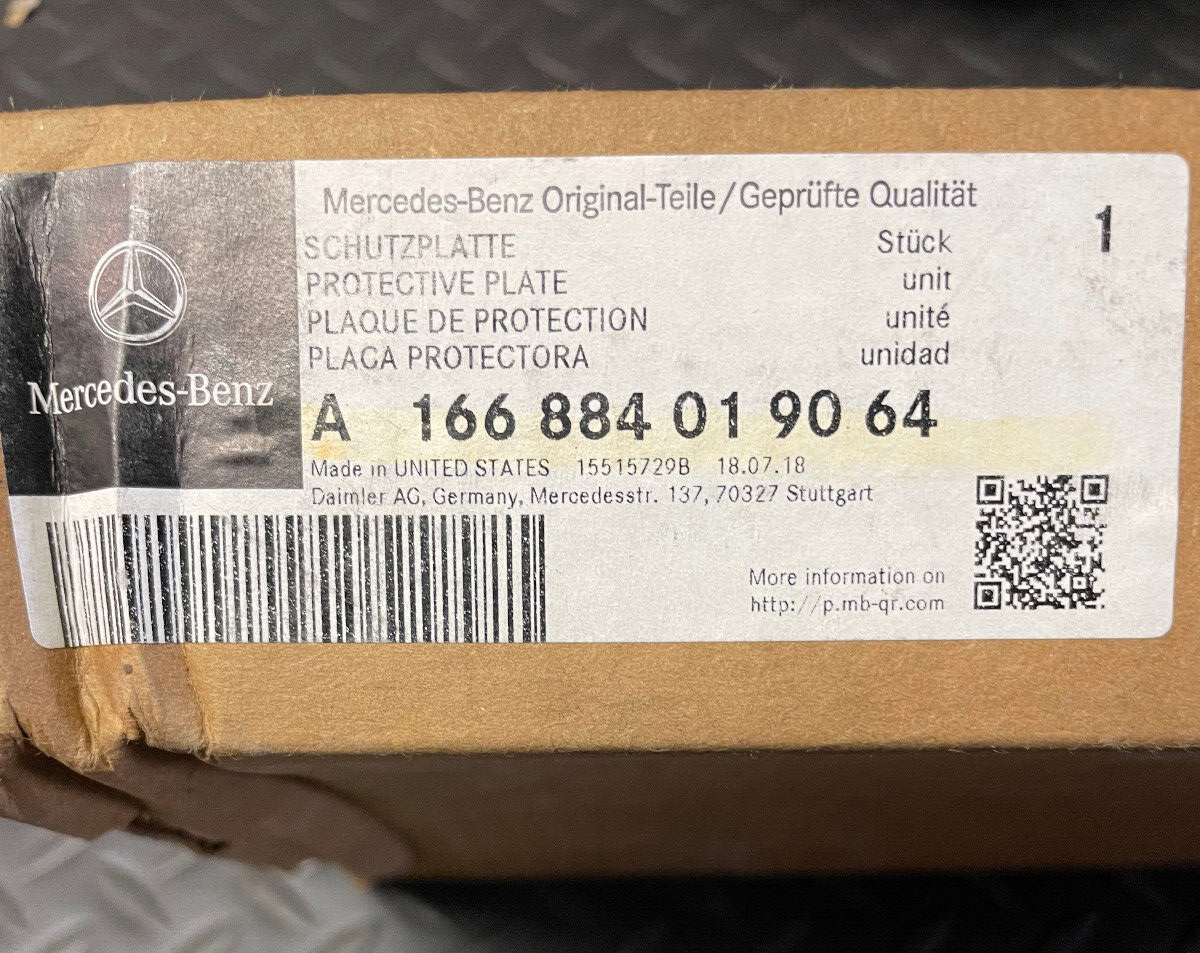 Mercedes-Benz
Mercedes-Benz Original-Teile/Geprüfte Qualität
SCHUTZPLATTE Stück 1
PROTECTIVE PLATE unit
PLAQUE DE PROTECTION unité
PLACA PROTECTORA unidad
A 166 884 01 90 64
Made in UNITED STATES 15515729B 18.07.18
Daimler AG, Germany, Mercedesstr. 137, 70327 Stuttgart
More information on
http://p.mb-qr.com